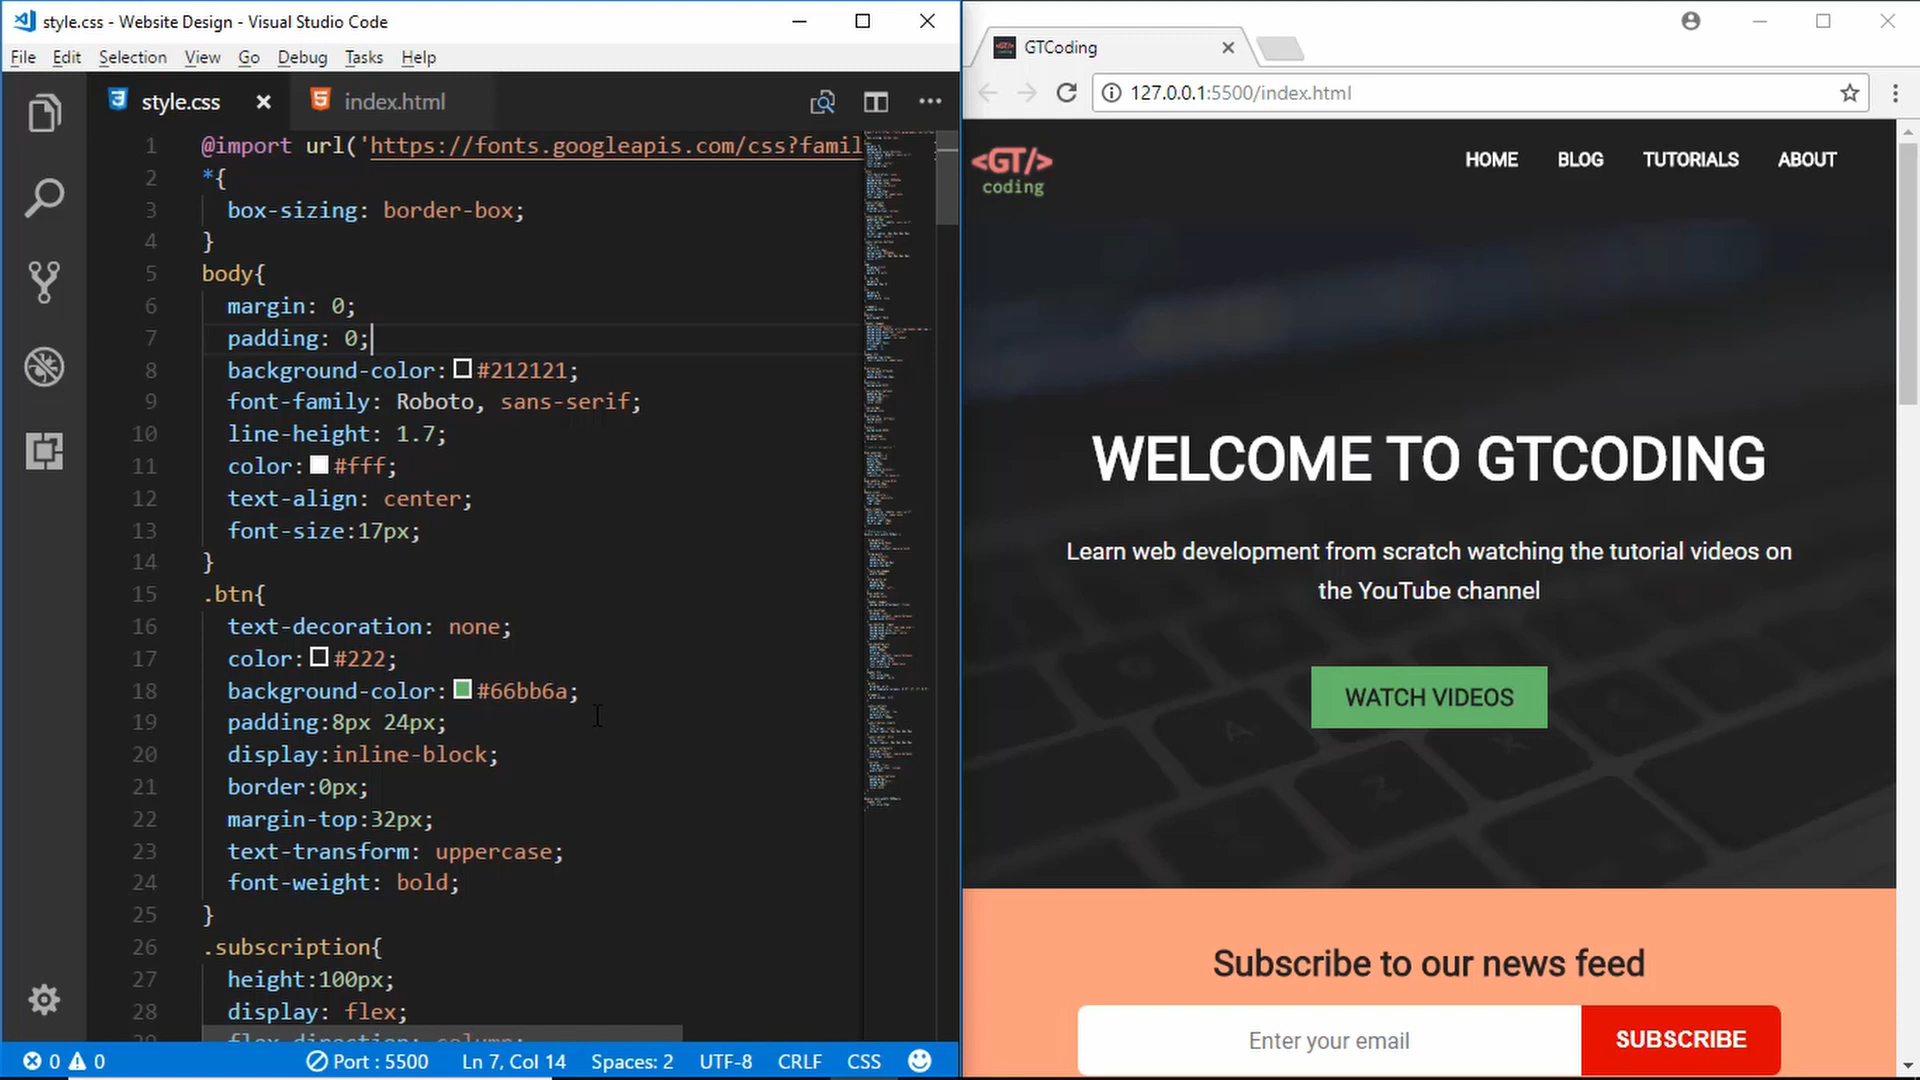 style.css - Website Design - Visual Studio Code
File Edit Selection View Go Debug Tasks Help
style.css index.html
1 @import url('https://fonts.googleapis.com/css?famil
2 *{
3 box-sizing: border-box;
4 }
5 body{
6 margin: 0;
7 padding: 0;
8 background-color: #212121;
9 font-family: Roboto, sans-serif;
10 line-height: 1.7;
11 color: #fff;
12 text-align: center;
13 font-size:17px;
14 }
15 .btn{
16 text-decoration: none;
17 color: #222;
18 background-color: #66bb6a;
19 padding:8px 24px;
20 display:inline-block;
21 border:0px;
22 margin-top:32px;
23 text-transform: uppercase;
24 font-weight: bold;
25 }
26 .subscription{
27 height:100px;
28 display: flex;
0 0 Port : 5500 Ln 7, Col 14 Spaces: 2 UTF-8 CRLF CSS
GTCoding
127.0.0.1:5500/index.html
<GT/>
coding
HOME BLOG TUTORIALS ABOUT
WELCOME TO GTCODING
Learn web development from scratch watching the tutorial videos on
the YouTube channel
WATCH VIDEOS
Subscribe to our news feed
Enter your email SUBSCRIBE